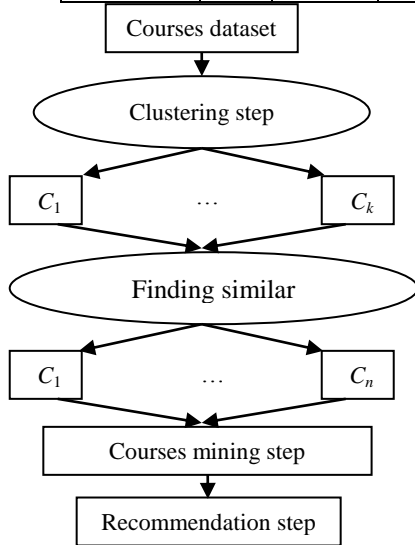 Courses dataset
Clustering step
C1 … Ck
Finding similar
C1 … Cn
Courses mining step
Recommendation step